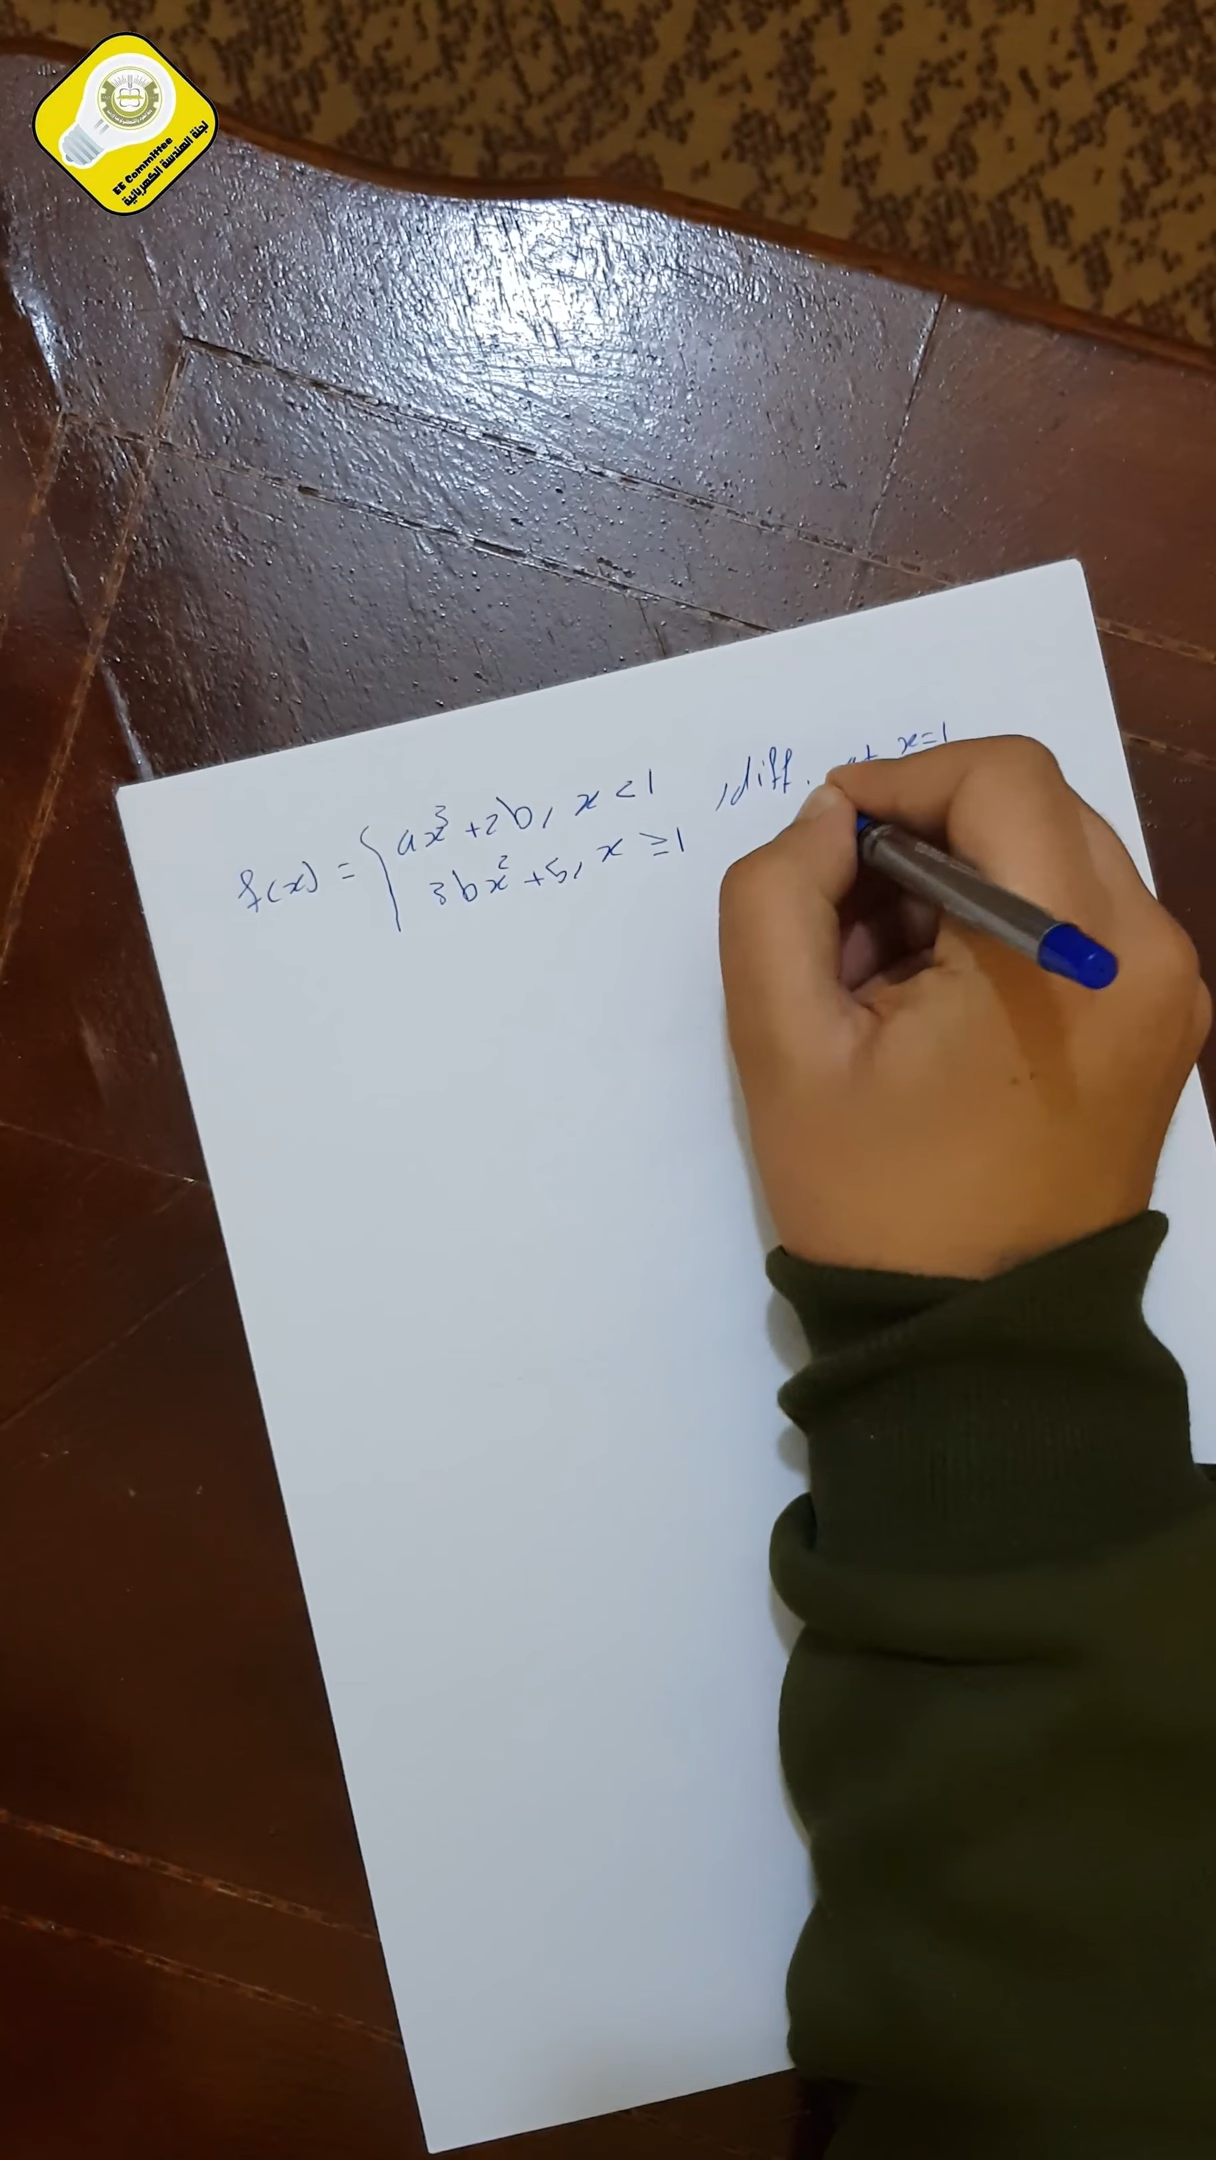 EE Committee
لجنة الهندسة الكهربائية
f(x) = { ax³ + 2b, x < 1 , diff. at x=1
3bx² + 5, x ≥ 1